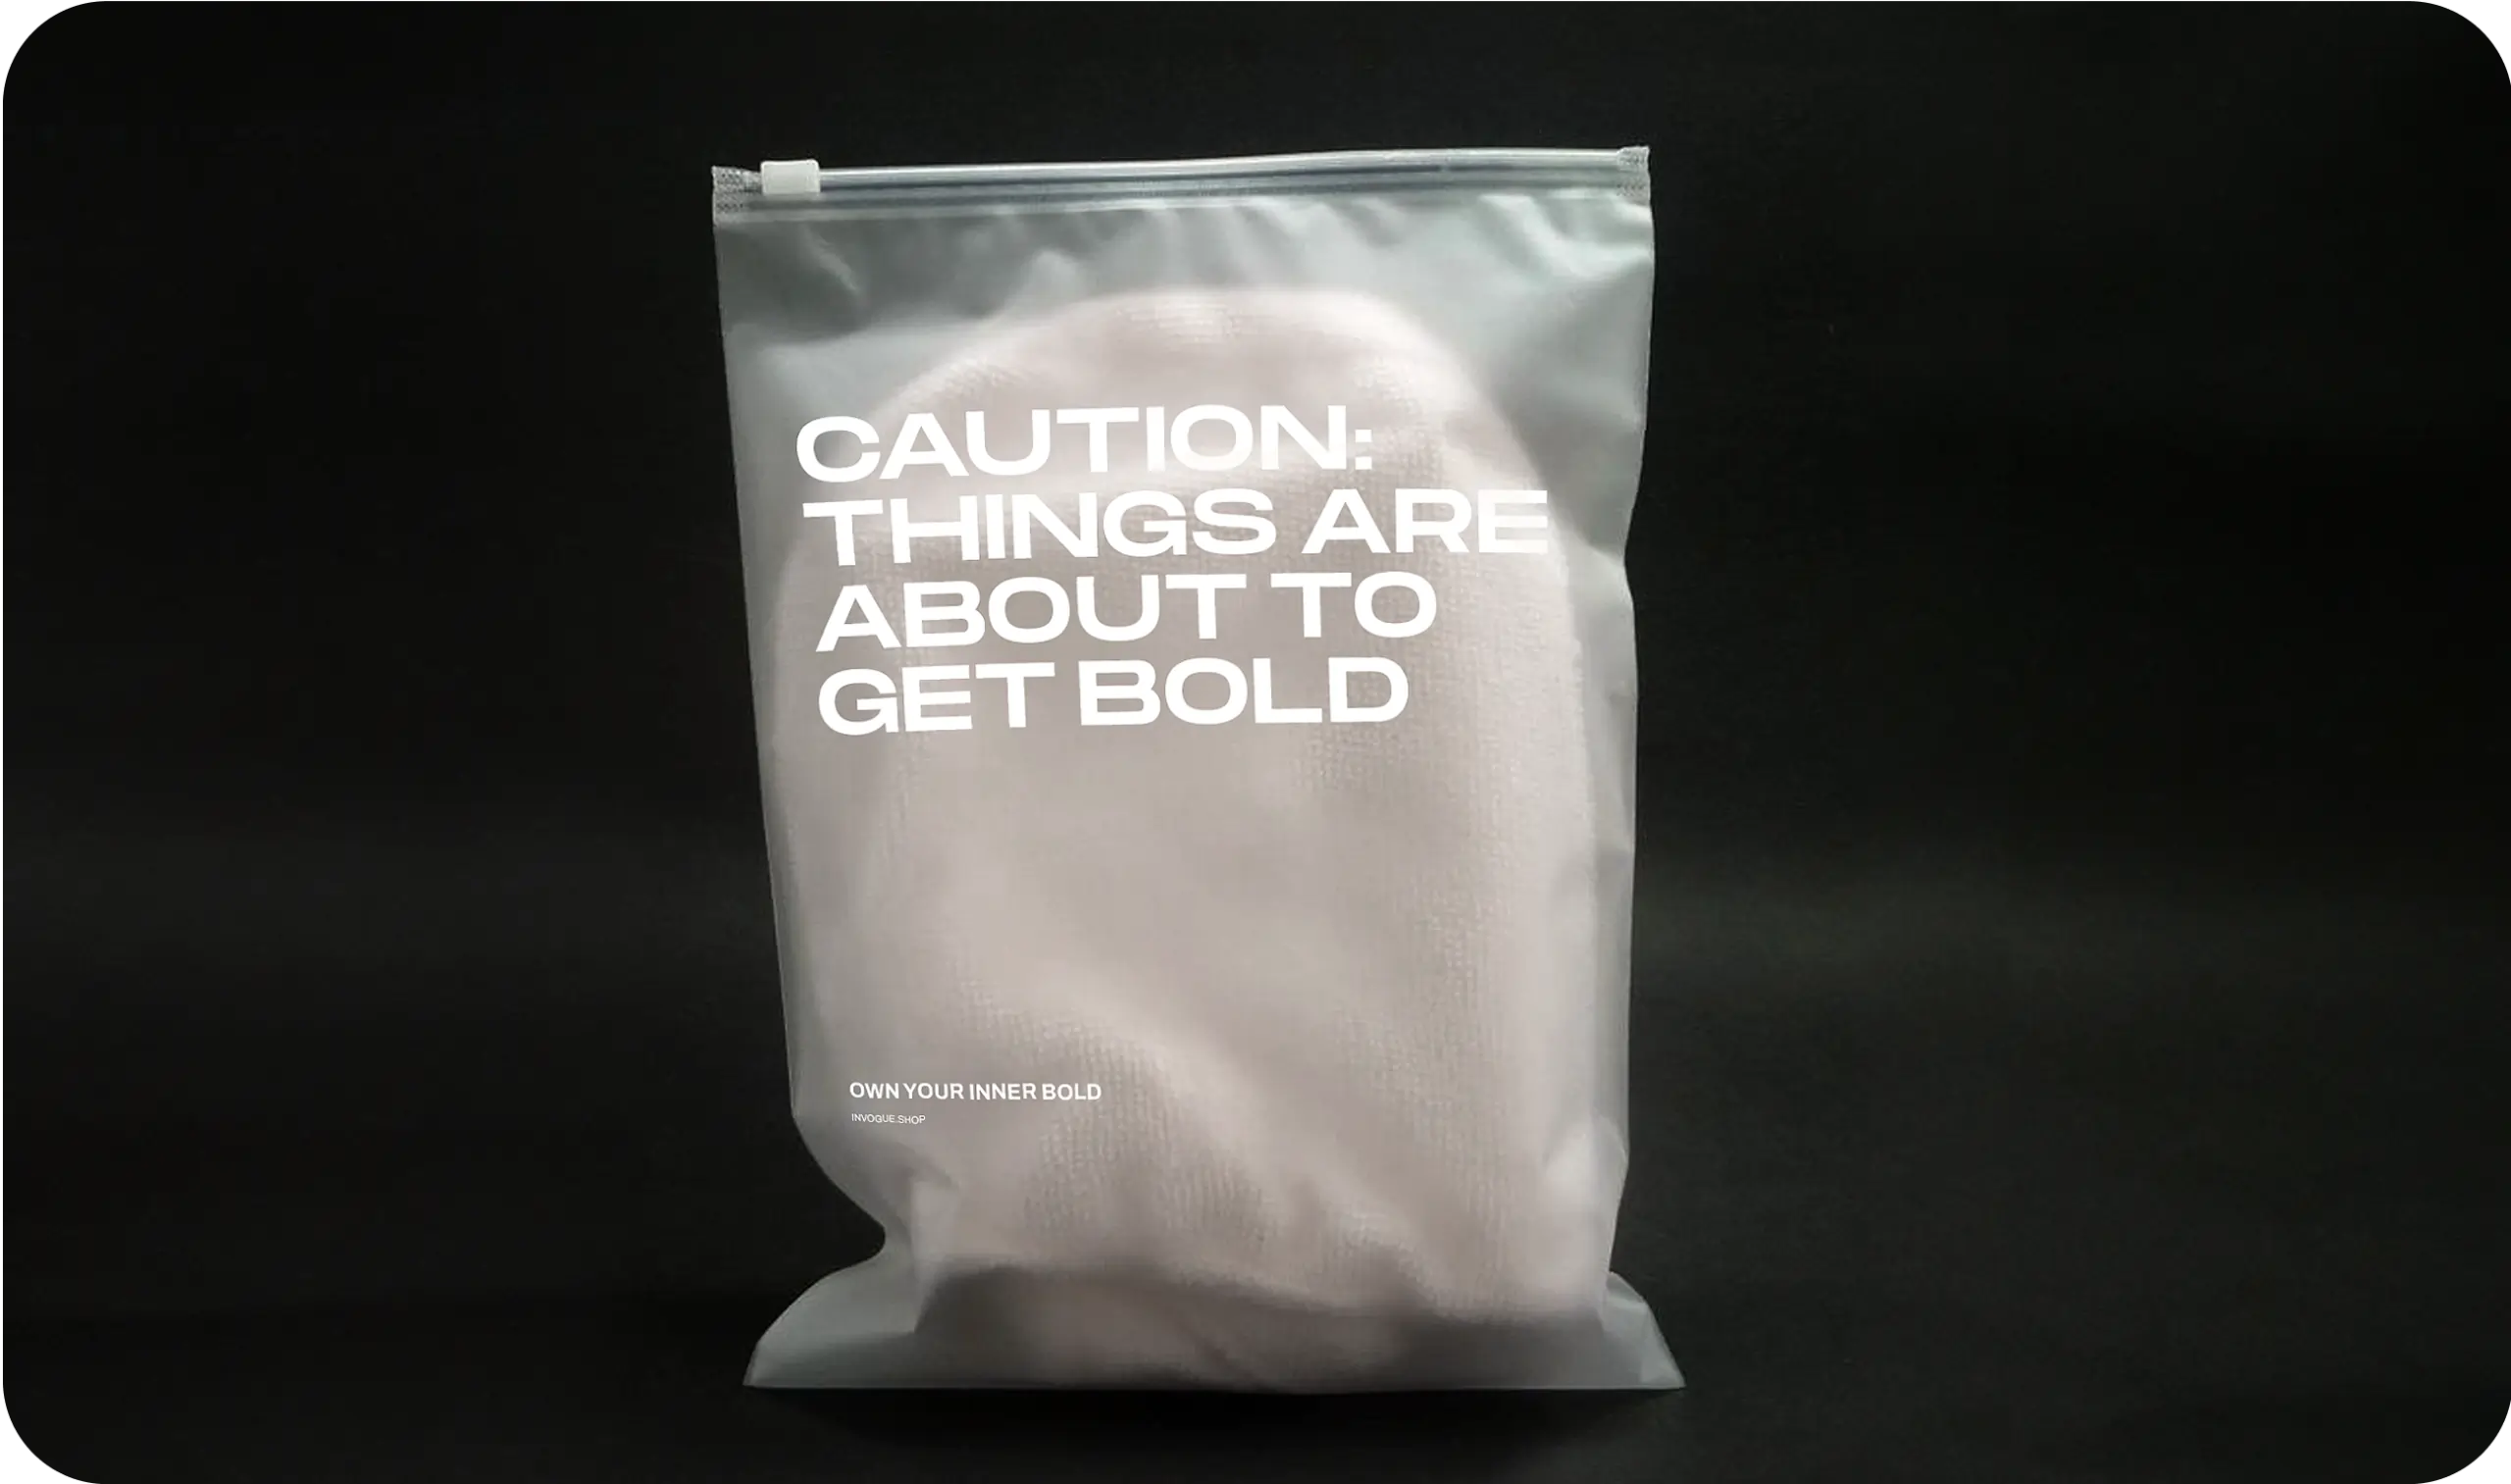 CAUTION:
THINGS ARE
ABOUT TO
GET BOLD
OWN YOUR INNER BOLD
INVOGUE.SHOP